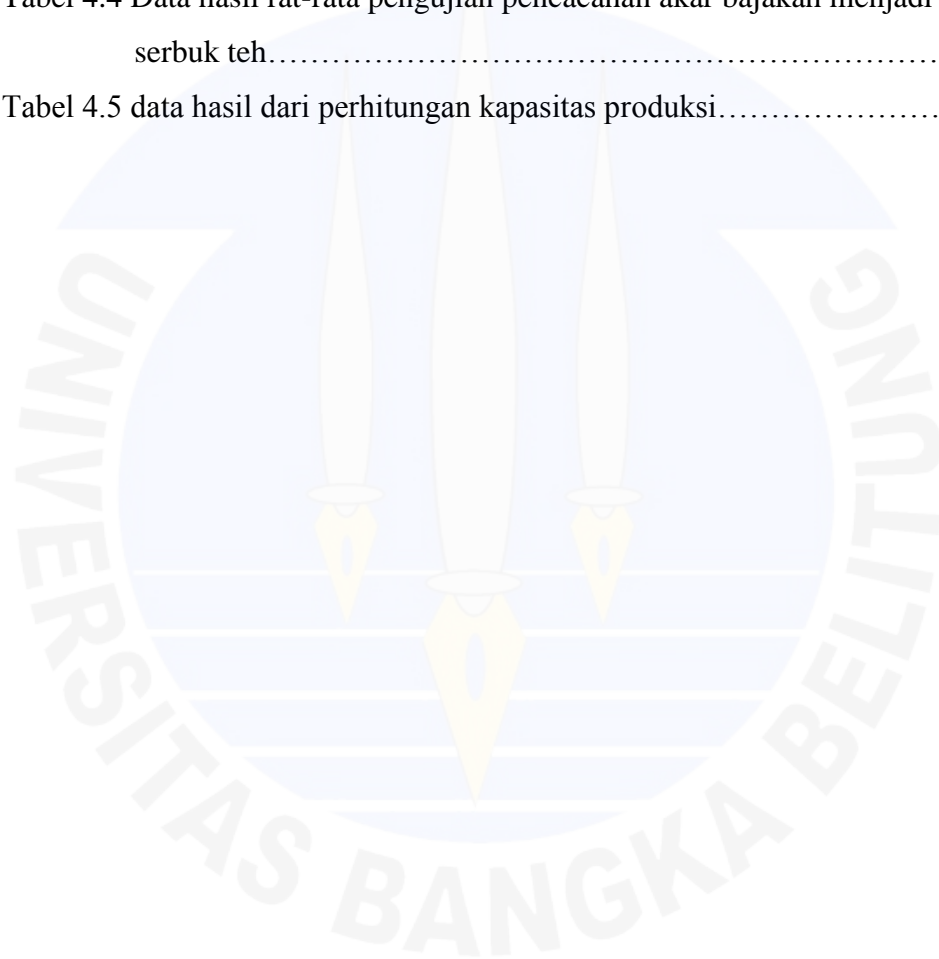 Tabel 4.4 Data hasil rat-rata pengujian pencacahan akar bajakah menjadi
serbuk teh……………………………………………………
Tabel 4.5 data hasil dari perhitungan kapasitas produksi…………………
UNIVERSITAS BANGKA BELITUNG